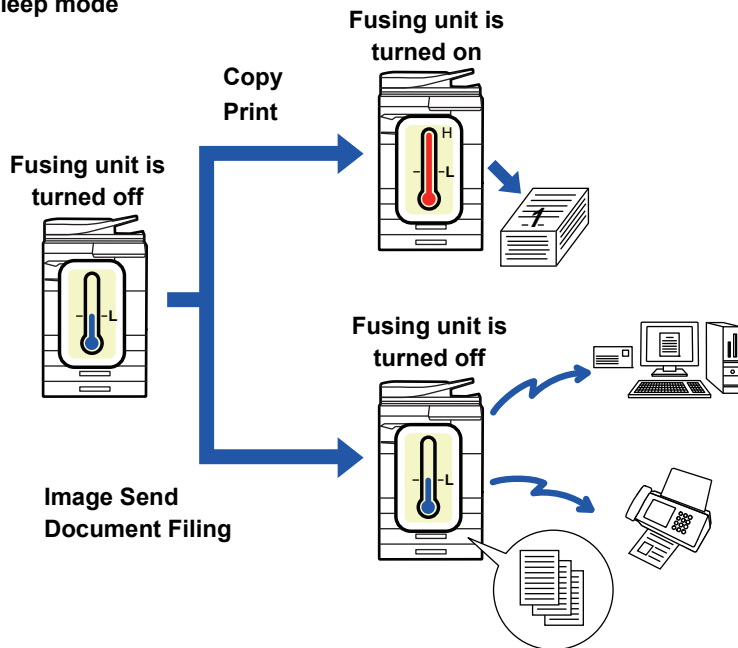 leep mode
Fusing unit is
turned on
Copy
Print
H
L
1
Fusing unit is
turned off
L
Fusing unit is
turned off
L
Image Send
Document Filing